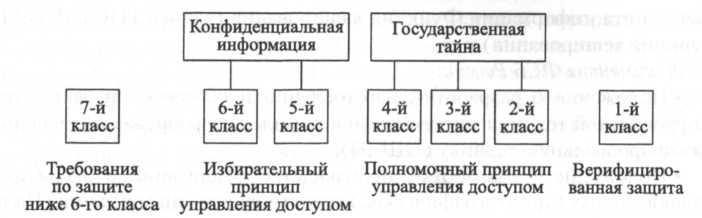 Конфиденциальная
информация
Государственная
тайна
7-й
класс
6-й
класс
5-й
класс
4-й
класс
3-й
класс
2-й
класс
1-й
класс
Требования
по защите
ниже 6-го класса
Избирательный
принцип
управления доступом
Полномочный принцип
управления доступом
Верифициро-
ванная защита